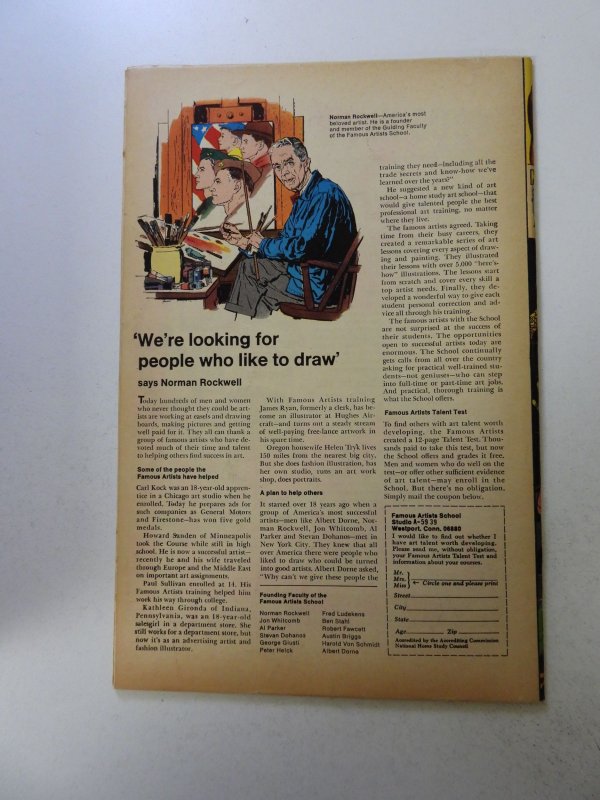 Norman Rockwell—America's most
beloved artist. He is a founder
and member of the Guiding Faculty
of the Famous Artists School.
'We're looking for
people who like to draw'
says Norman Rockwell
Today hundreds of men and women
who never thought they could be art-
ists are working at easels and drawing
boards, making pictures and getting
well paid for it. They all can thank a
group of famous artists who have de-
voted much of their time and talent
to helping others find success in art.
Some of the people the
Famous Artists have helped
Carl Kock was an 18-year-old appren-
tice in a Chicago art studio when he
enrolled. Today he prepares ads for
such companies as General Motors
and Firestone–has won five gold
medals.
Howard Sanden of Minneapolis
took the Course while still in high
school. He is now a successful artist—
recently he and his wife traveled
through Europe and the Middle East
on important art assignments.
Paul Sullivan enrolled at 14. His
Famous Artists training helped him
work his way through college.
Kathleen Gironda of Indiana,
Pennsylvania, was an 18-year-old
salesgirl in a department store. She
still works for a department store, but
now it's as an advertising artist and
fashion illustrator.
With Famous Artists training
James Ryan, formerly a clerk, has be-
come an illustrator at Hughes Air-
craft—and turns out a steady stream
of well-paying free-lance artwork in
his spare time.
Oregon housewife Helen Tryk lives
150 miles from the nearest big city.
But she does fashion illustration, has
her own studio, runs an art work
shop, does portraits.
A plan to help others
It started over 18 years ago when a
group of America's most successful
artists—men like Albert Dorne, Nor-
man Rockwell, Jon Whitcomb, Al
Parker and Stevan Dohanos—met in
New York City. They knew that all
over America there were people who
liked to draw who could be turned
into good artists. Albert Dorne asked,
"Why can't we give these people the
Founding Faculty of the
Famous Artists School
Norman Rockwell
Jon Whitcomb
Al Parker
Stevan Dohanos
George Giusti
Peter Helck
Fred Ludekens
Ben Stahl
Robert Fawcett
Austin Briggs
Harold Von Schmidt
Albert Dorne
training they need—including all the
trade secrets and know-how we've
learned over the years?"
He suggested a new kind of art
school—a home study art school—that
would give talented people the best
professional art training, no matter
where they live.
The famous artists agreed. Taking
time from their busy careers, they
created a remarkable series of art
lessons covering every aspect of draw-
ing and painting. They illustrated
their lessons with over 5,000 "here's-
how" illustrations. The lessons start
from scratch and cover every skill a
top artist needs. Finally, they de-
veloped a wonderful way to give each
student personal correction and ad-
vice all through his training.
The famous artists with the School
are not surprised at the success of
their students. The opportunities
open to successful artists today are
enormous. The School continually
gets calls from all over the country
asking for practical well-trained stu-
dents—not geniuses—who can step
into full-time or part-time art jobs.
And practical, thorough training is
what the School offers.
Famous Artists Talent Test
To find others with art talent worth
developing, the Famous Artists
created a 12-page Talent Test. Thou-
sands paid to take this test, but now
the School offers and grades it free.
Men and women who do well on the
test—or offer other sufficient evidence
of art talent—may enroll in the
School. But there's no obligation.
Simply mail the coupon below.
Famous Artists School
Studio A-5939
Westport, Conn. 06880
I would like to find out whether I
have art talent worth developing.
Please send me, without obligation,
your Famous Artists Talent Test and
information about your courses.
Mr.
Mrs.
Miss
← Circle one and please print
Street
City
State
Age Zip
Accredited by the Accrediting Commission
National Home Study Council